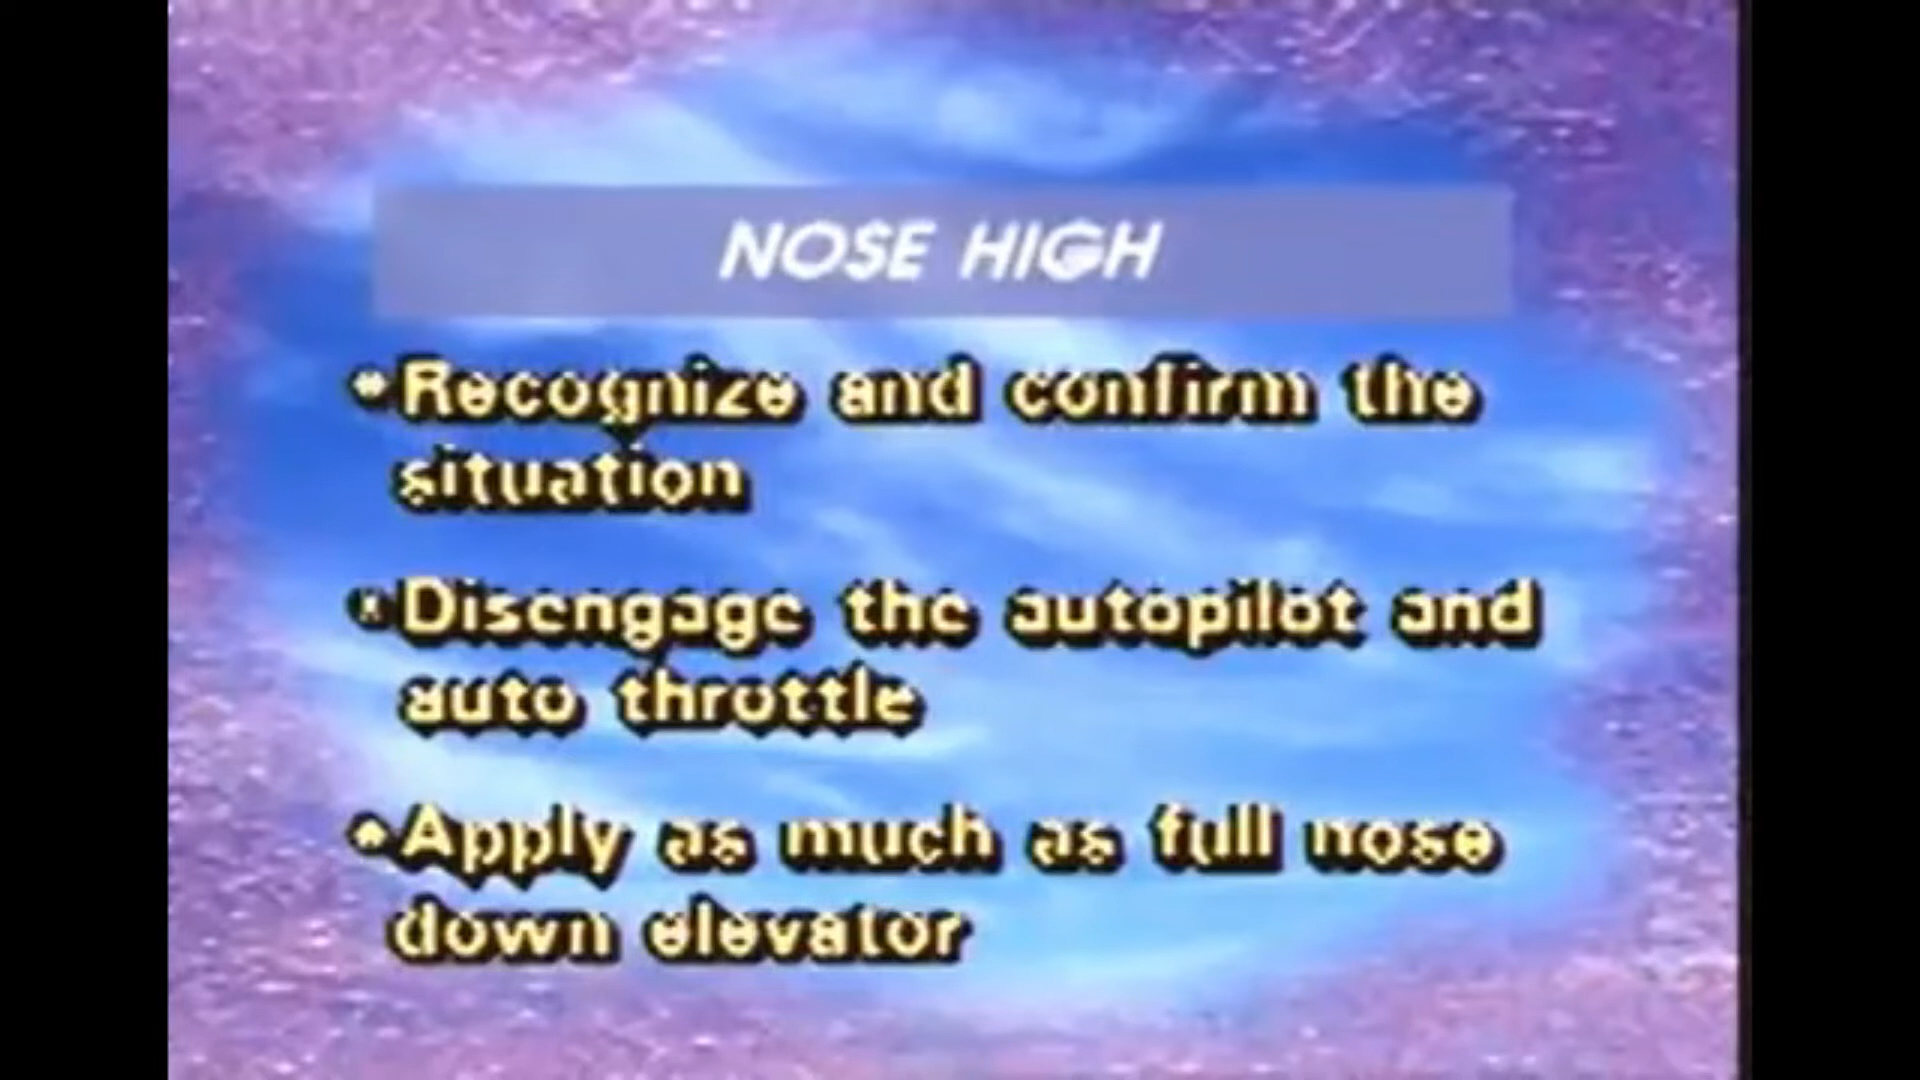 NOSE HIGH
•Recognize and confirm the
situation
•Disengage the autopilot and
auto throttle
•Apply as much as full nose
down elevator